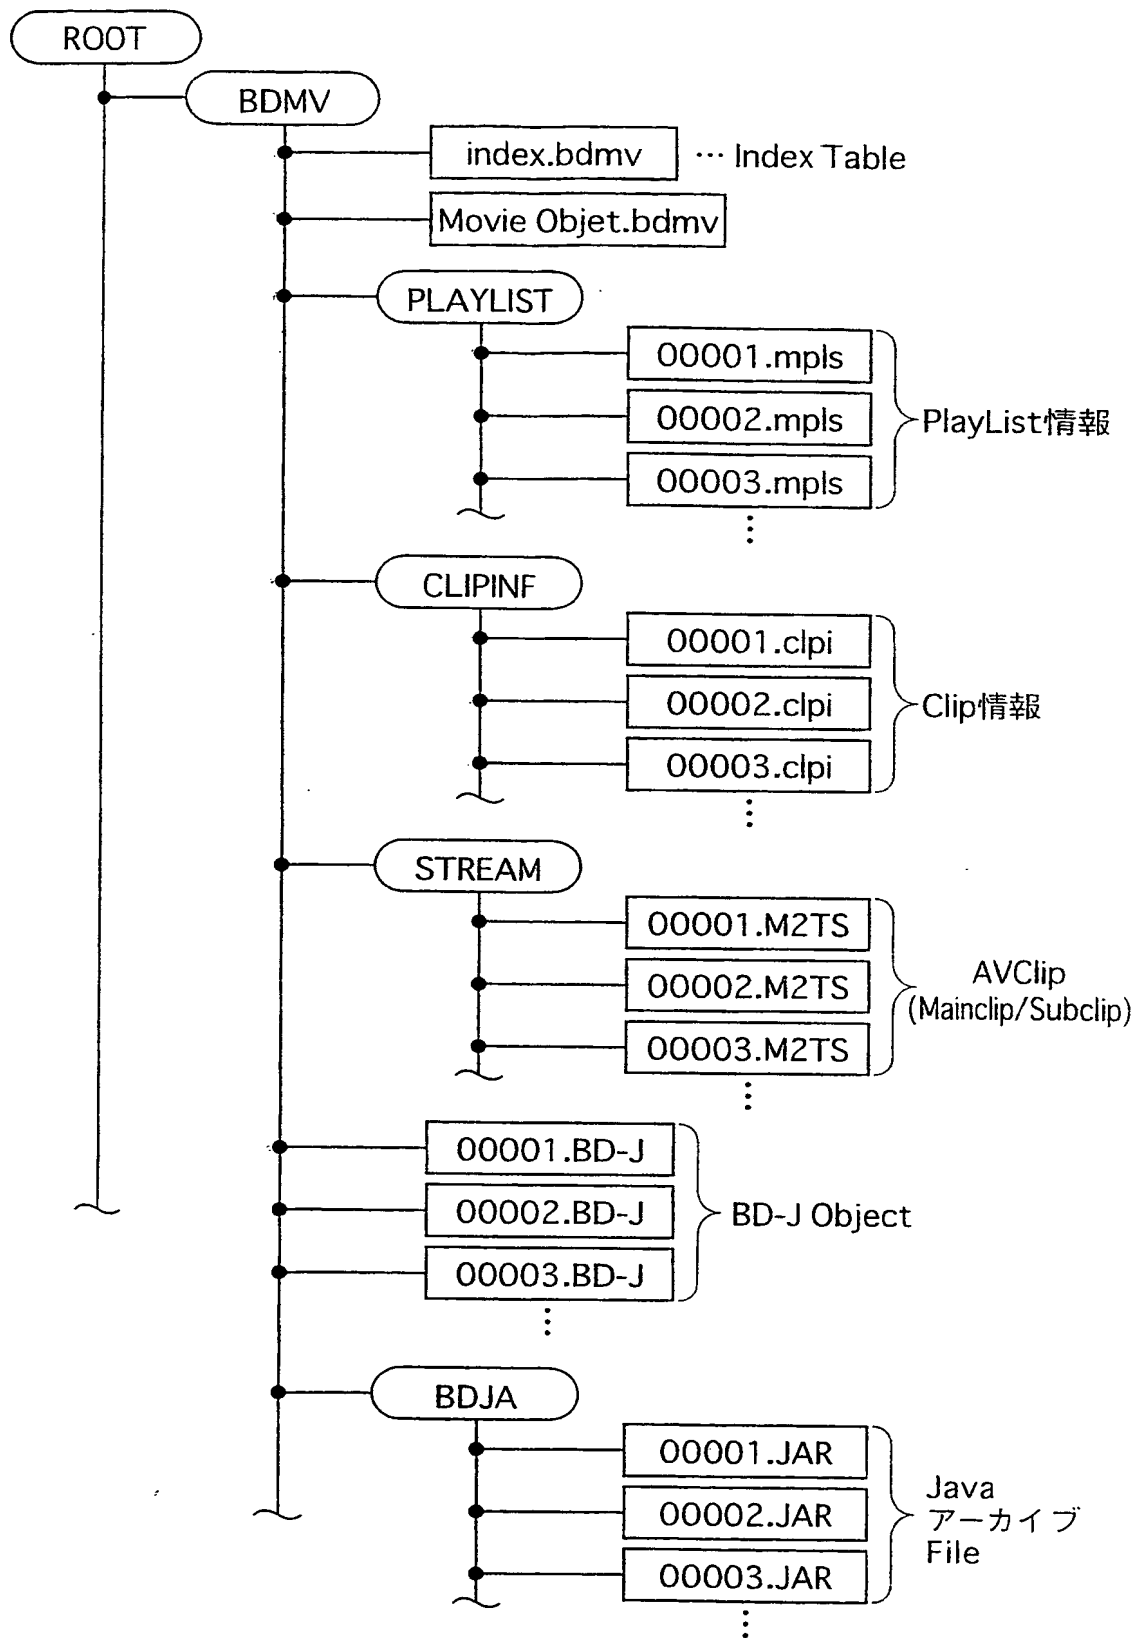 ROOT
BDMV
index.bdmv … Index Table
Movie Objet.bdmv
PLAYLIST
00001.mpls
00002.mpls
PlayList情報
00003.mpls
CLIPINF
00001.clpi
00002.clpi
Clip情報
00003.clpi
STREAM
00001.M2TS
00002.M2TS
AVClip
(Mainclip/Subclip)
00003.M2TS
00001.BD-J
00002.BD-J
BD-J Object
00003.BD-J
BDJA
00001.JAR
00002.JAR
Java
アーカイブ
File
00003.JAR